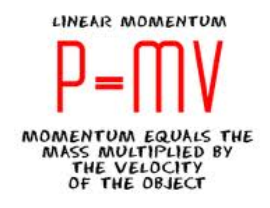 LINEAR MOMENTUM
P=MV
MOMENTUM EQUALS THE
MASS MULTIPLIED BY
THE VELOCITY
OF THE OBJECT